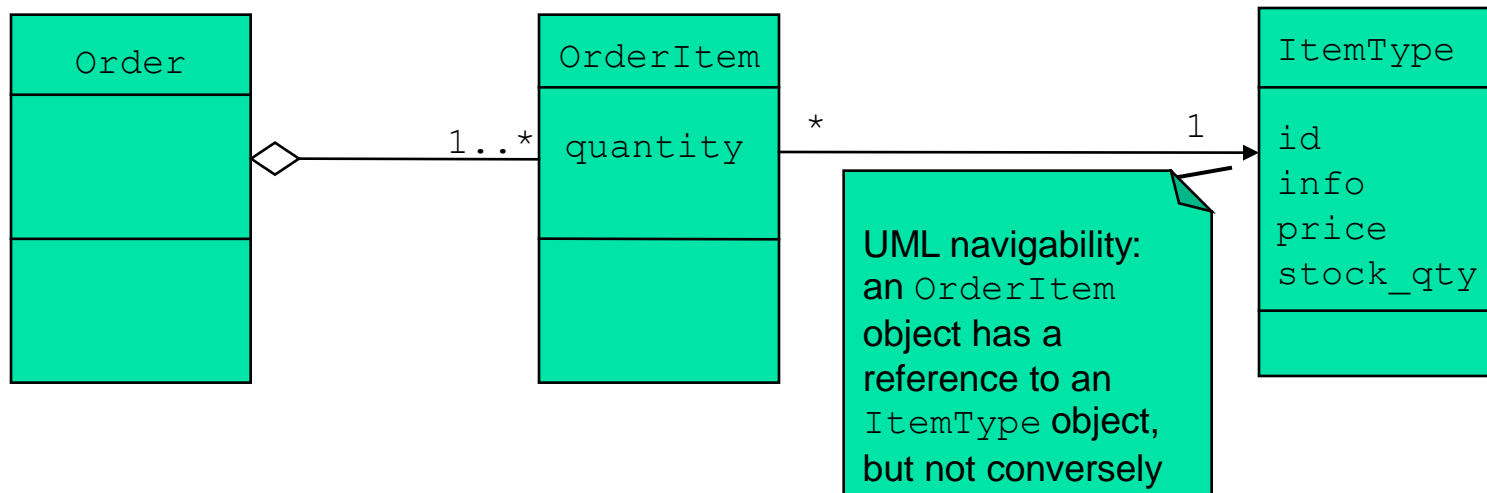 Order
1..*
OrderItem
quantity
*
1
ItemType
id
info
price
stock_qty
UML navigability:
an OrderItem
object has a
reference to an
ItemType object,
but not conversely